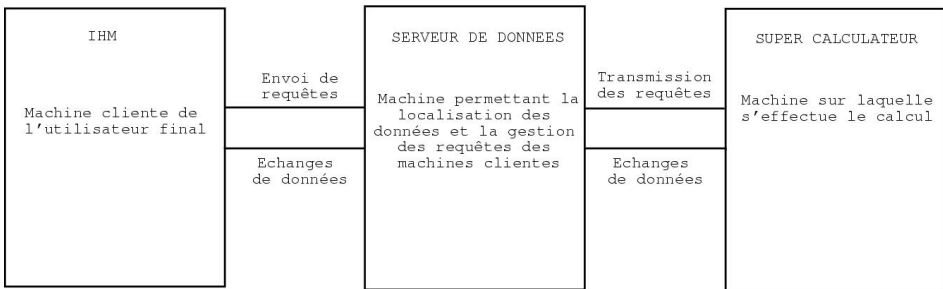 IHM
Machine cliente de
l'utilisateur final
Envoi de
requêtes
Echanges
de données
SERVEUR DE DONNEES
Machine permettant la
localisation des
données et la gestion
des requêtes des
machines clientes
Transmission
des requêtes
Echanges
de données
SUPER CALCULATEUR
Machine sur laquelle
s'effectue le calcul